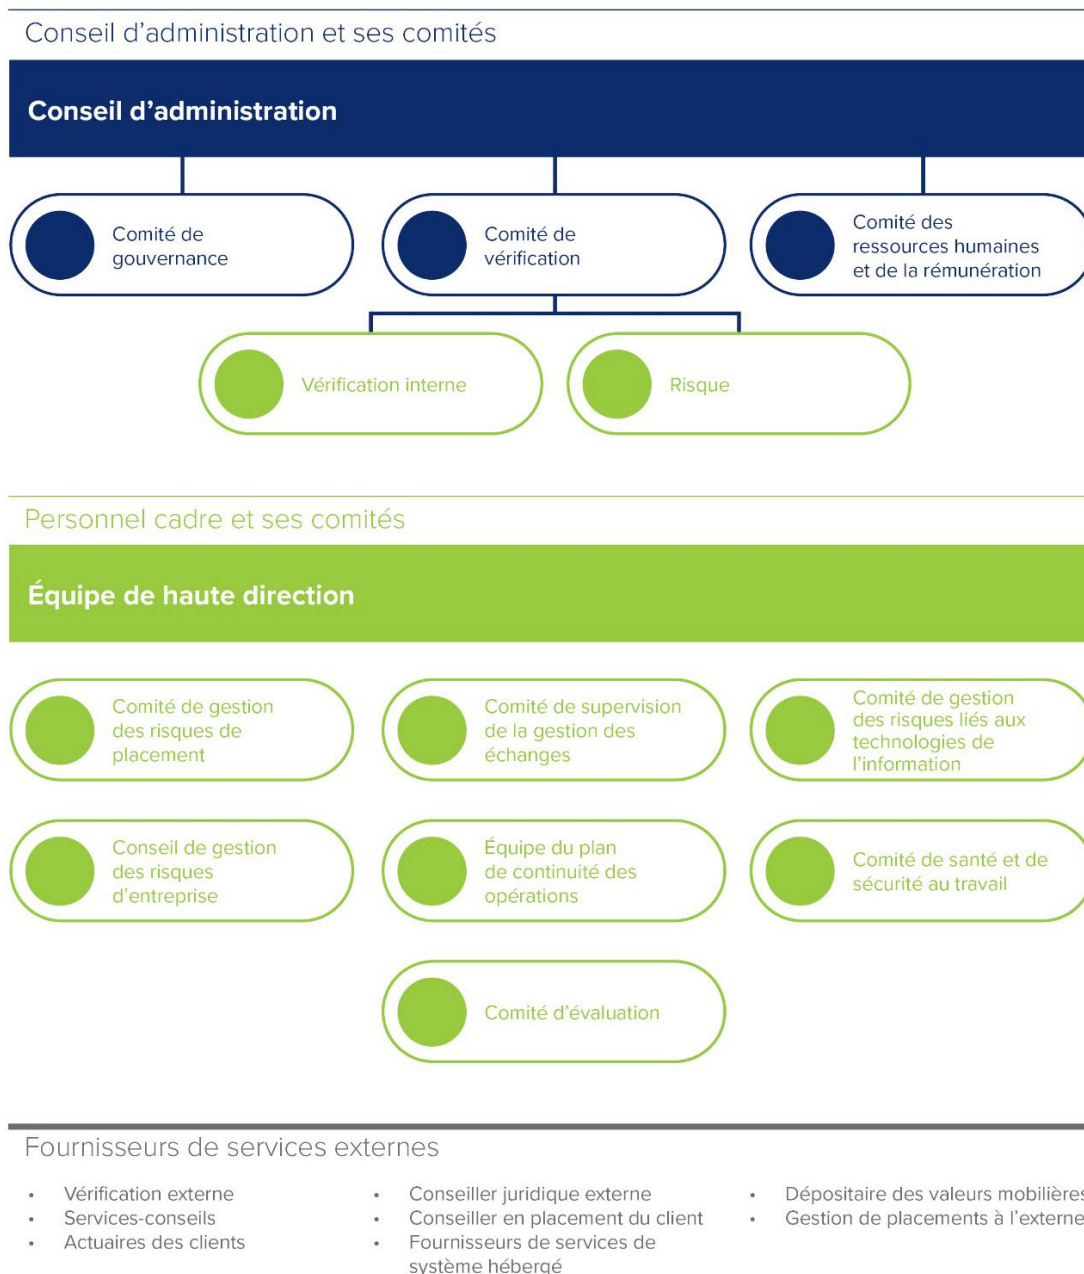 Conseil d’administration et ses comités
Conseil d’administration
Comité de
gouvernance
Comité de
vérification
Comité des
ressources humaines
et de la rémunération
Vérification interne
Risque
Personnel cadre et ses comités
Équipe de haute direction
Comité de gestion
des risques de
placement
Comité de supervision
de la gestion des
échanges
Comité de gestion
des risques liés aux
technologies de
l’information
Conseil de gestion
des risques
d’entreprise
Équipe du plan
de continuité des
opérations
Comité de santé et de
sécurité au travail
Comité d’évaluation
Fournisseurs de services externes
• Vérification externe
• Services-conseils
• Actuaires des clients
• Conseiller juridique externe
• Conseiller en placement du client
• Fournisseurs de services de
système hébergé
• Dépositaire des valeurs mobilières
• Gestion de placements à l’externe